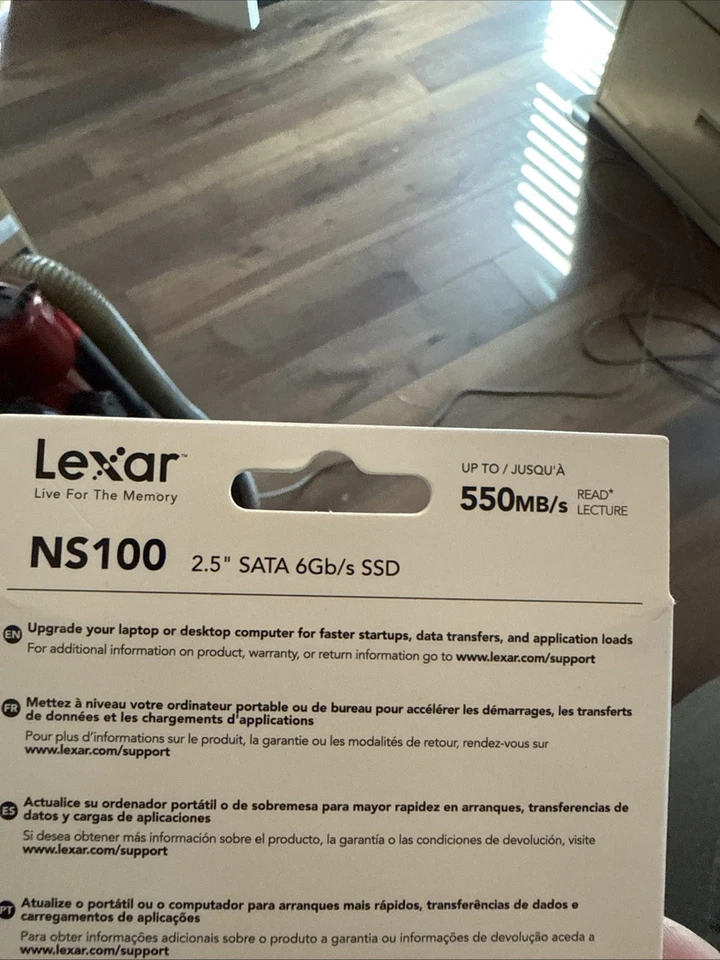 Lexar™
Live For The Memory
UP TO / JUSQU'À
550MB/s READ*
LECTURE
NS100 2.5" SATA 6Gb/s SSD
EN Upgrade your laptop or desktop computer for faster startups, data transfers, and application loads
For additional information on product, warranty, or return information go to www.lexar.com/support
FR Mettez à niveau votre ordinateur portable ou de bureau pour accélérer les démarrages, les transferts
de données et les chargements d'applications
Pour plus d'informations sur le produit, la garantie ou les modalités de retour, rendez-vous sur
www.lexar.com/support
ES Actualice su ordenador portátil o de sobremesa para mayor rapidez en arranques, transferencias de
datos y cargas de aplicaciones
Si desea obtener más información sobre el producto, la garantía o las condiciones de devolución, visite
www.lexar.com/support
PT Atualize o portátil ou o computador para arranques mais rápidos, transferências de dados e
carregamentos de aplicações
Para obter informações adicionais sobre o produto a garantia ou informações de devolução aceda a
www.lexar.com/support